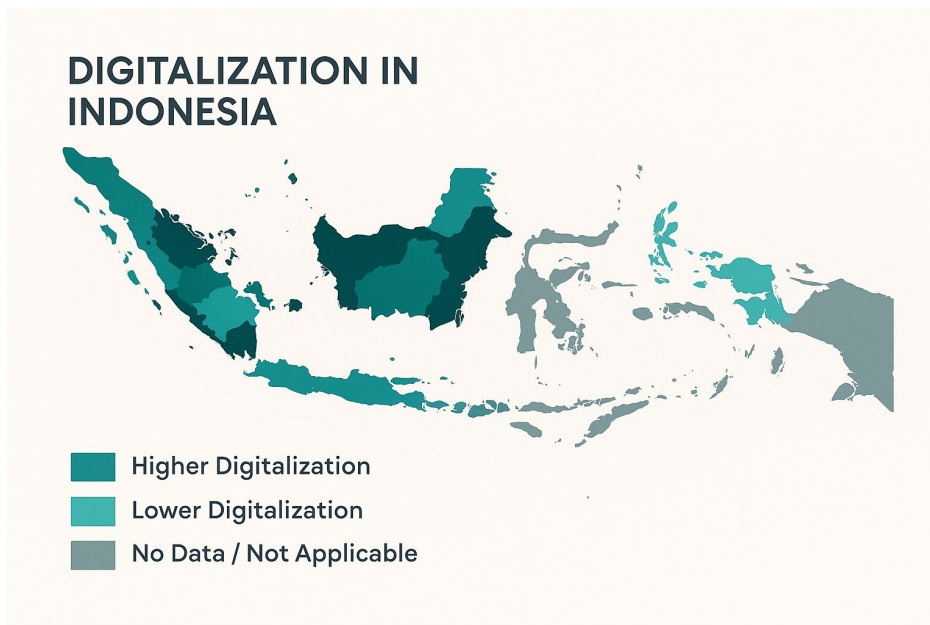 DIGITALIZATION IN
INDONESIA
Higher Digitalization
Lower Digitalization
No Data / Not Applicable